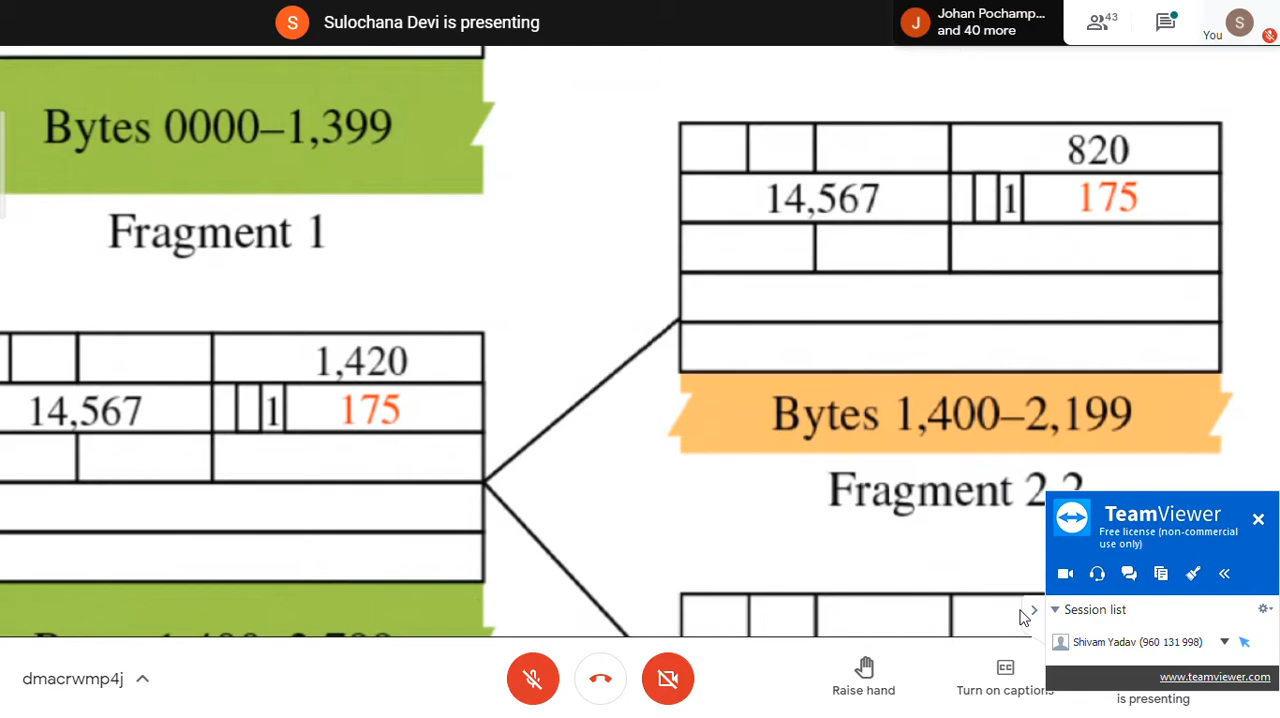 S Sulochana Devi is presenting
J Johan Pochamp...
and 40 more
43
S
You
Bytes 0000–1,399
Fragment 1
820
14,567 1 175
1,420
14,567 1 175
Bytes 1,400–2,199
Fragment 2.2
TeamViewer
Free license (non-commercial
use only)
Session list
Shivam Yadav (960 131 998)
www.teamviewer.com
dmacrwmp4j
Raise hand
Turn on captions
is presenting